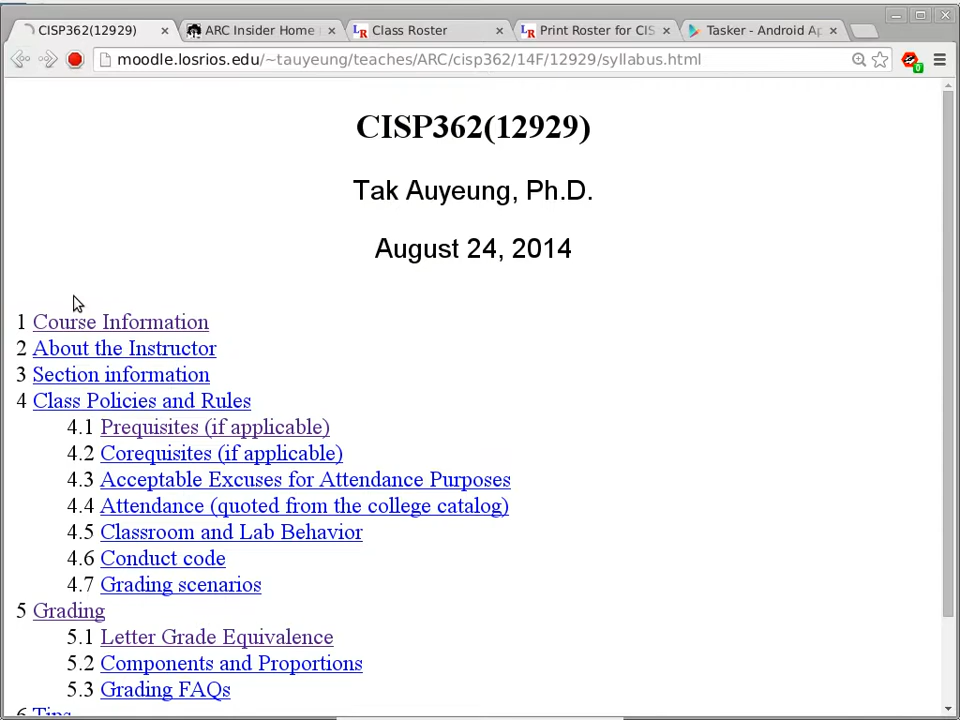 CISP362(12929)
ARC Insider Home
Class Roster
Print Roster for CIS
Tasker - Android Ap
moodle.losrios.edu/~tauyeung/teaches/ARC/cisp362/14F/12929/syllabus.html
0
CISP362(12929)
Tak Auyeung, Ph.D.
August 24, 2014
1 Course Information
2 About the Instructor
3 Section information
4 Class Policies and Rules
4.1 Prequisites (if applicable)
4.2 Corequisites (if applicable)
4.3 Acceptable Excuses for Attendance Purposes
4.4 Attendance (quoted from the college catalog)
4.5 Classroom and Lab Behavior
4.6 Conduct code
4.7 Grading scenarios
5 Grading
5.1 Letter Grade Equivalence
5.2 Components and Proportions
5.3 Grading FAQs
6 Tips